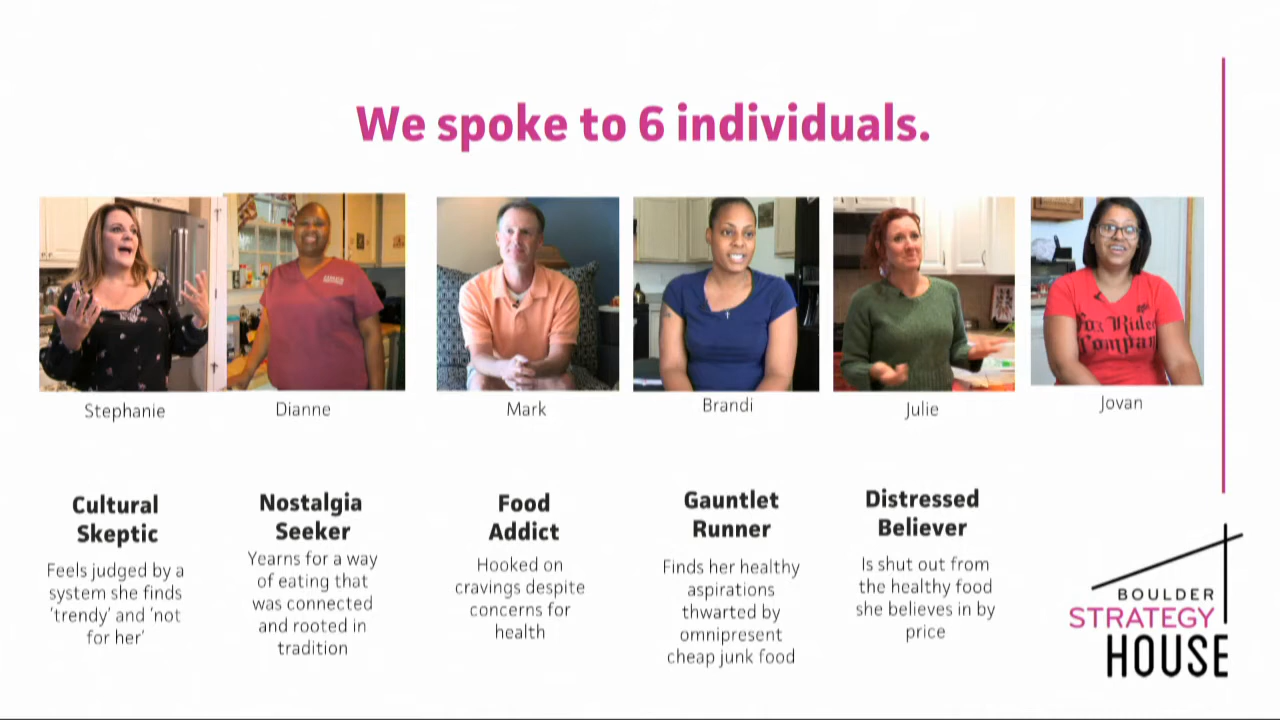 We spoke to 6 individuals.
Stephanie
Dianne
Mark
Brandi
Julie
Jovan
Cultural
Skeptic
Feels judged by a
system she finds
'trendy' and 'not
for her'
Nostalgia
Seeker
Yearns for a way
of eating that
was connected
and rooted in
tradition
Food
Addict
Hooked on
cravings despite
concerns for
health
Gauntlet
Runner
Finds her healthy
aspirations
thwarted by
omnipresent
cheap junk food
Distressed
Believer
Is shut out from
the healthy food
she believes in by
price
Fox Rides
Company
BOULDER
STRATEGY
HOUSE